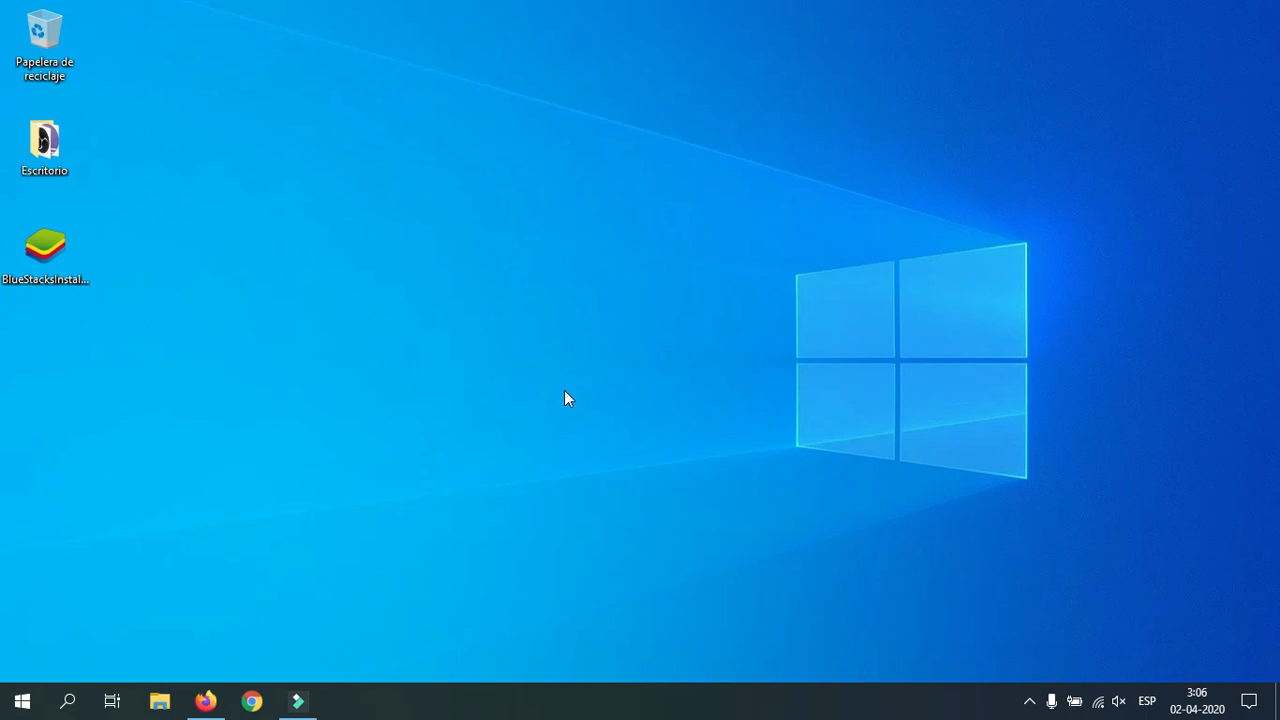 Papelera de
reciclaje
Escritorio
BlueStacksInstal...
ESP
3:06
02-04-2020